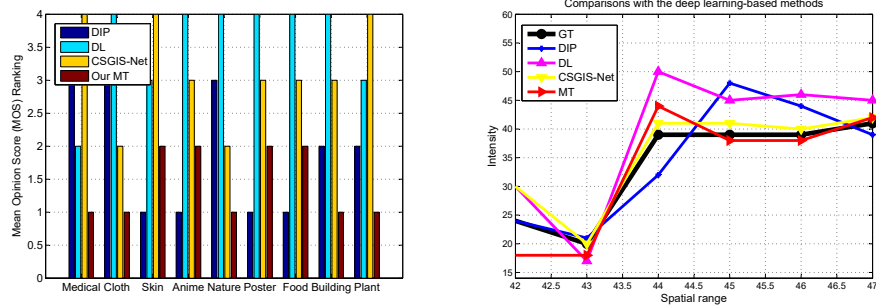 Comparisons with the deep learning-based methods
Mean Opinion Score (MOS) Ranking
4
3.5
3
2.5
2
1.5
1
0.5
0
DIP
DL
CSGIS-Net
Our MT
Medical Cloth Skin Anime Nature Poster Food Building Plant
Intensity
60
55
50
45
40
35
30
25
20
15
GT
DIP
DL
CSGIS-Net
MT
42 42.5 43 43.5 44 44.5 45 45.5 46 46.5 47
Spatial range